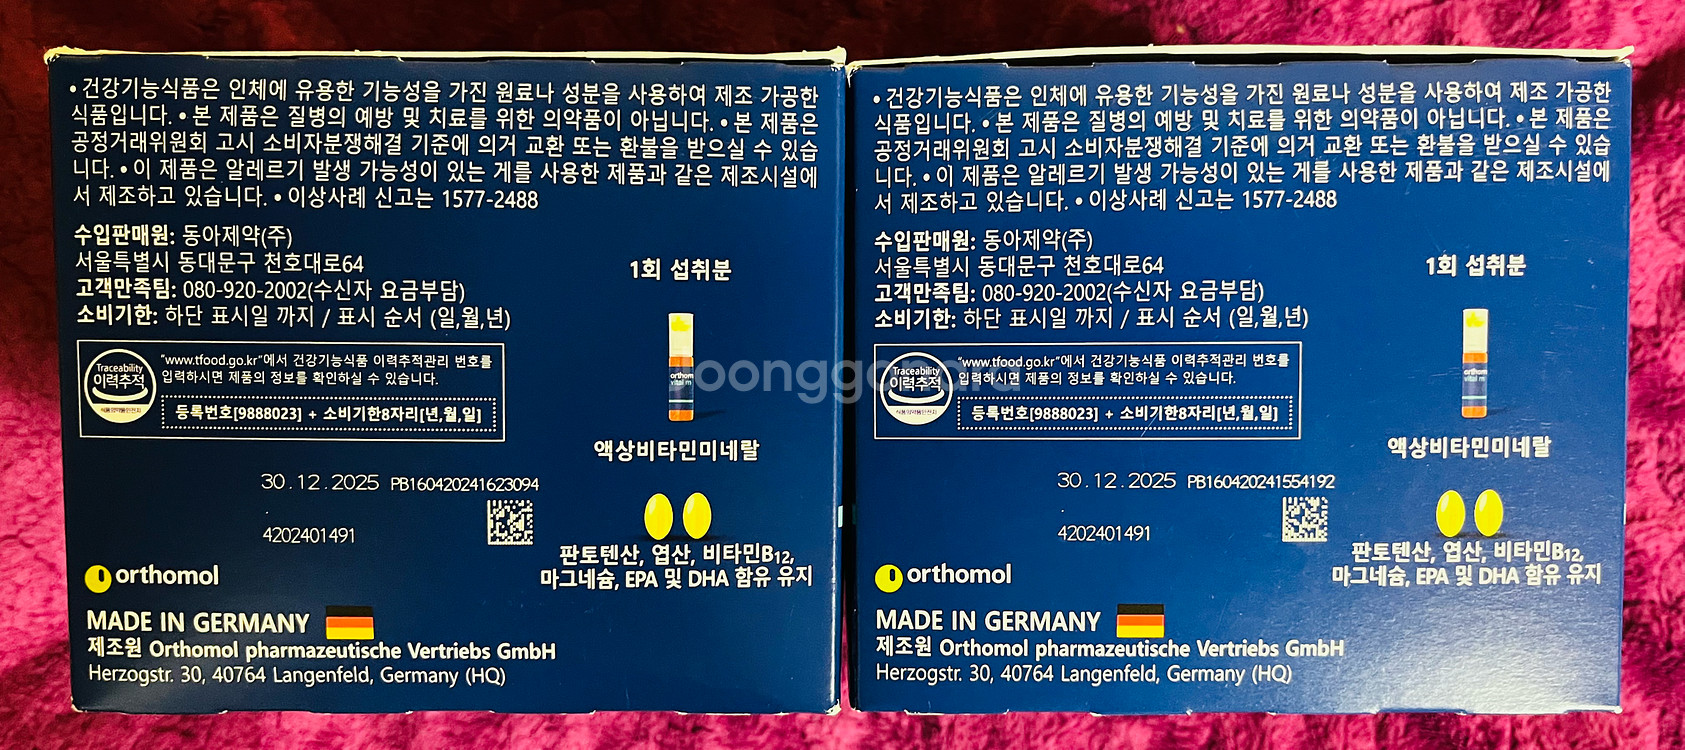 • 건강기능식품은 인체에 유용한 기능성을 가진 원료나 성분을 사용하여 제조 가공한
식품입니다. • 본 제품은 질병의 예방 및 치료를 위한 의약품이 아닙니다. • 본 제품은
공정거래위원회 고시 소비자분쟁해결 기준에 의거 교환 또는 환불을 받으실 수 있습
니다. • 이 제품은 알레르기 발생 가능성이 있는 게를 사용한 제품과 같은 제조시설에
서 제조하고 있습니다. • 이상사례 신고는 1577-2488
수입판매원: 동아제약(주)
서울특별시 동대문구 천호대로64
고객만족팀: 080-920-2002(수신자 요금부담)
소비기한: 하단 표시일 까지 / 표시 순서 (일,월,년)
Traceability
이력추적
식품의약품안전처
"www.tfood.go.kr"에서 건강기능식품 이력추적관리 번호를
입력하시면 제품의 정보를 확인하실 수 있습니다.
등록번호[9888023] + 소비기한8자리[년,월,일]
1회 섭취분
orthom
vital m
액상비타민미네랄
30.12.2025 PB160420241623094
4202401491
판토텐산, 엽산, 비타민B12,
마그네슘, EPA 및 DHA 함유 유지
orthomol
MADE IN GERMANY
제조원 Orthomol pharmazeutische Vertriebs GmbH
Herzogstr. 30, 40764 Langenfeld, Germany (HQ)
• 건강기능식품은 인체에 유용한 기능성을 가진 원료나 성분을 사용하여 제조 가공한
식품입니다. • 본 제품은 질병의 예방 및 치료를 위한 의약품이 아닙니다. • 본 제품은
공정거래위원회 고시 소비자분쟁해결 기준에 의거 교환 또는 환불을 받으실 수 있습
니다. • 이 제품은 알레르기 발생 가능성이 있는 게를 사용한 제품과 같은 제조시설에
서 제조하고 있습니다. • 이상사례 신고는 1577-2488
수입판매원: 동아제약(주)
서울특별시 동대문구 천호대로64
고객만족팀: 080-920-2002(수신자 요금부담)
소비기한: 하단 표시일 까지 / 표시 순서 (일,월,년)
Traceability
이력추적
식품의약품안전처
"www.tfood.go.kr"에서 건강기능식품 이력추적관리 번호를
입력하시면 제품의 정보를 확인하실 수 있습니다.
등록번호[9888023] + 소비기한8자리[년,월,일]
1회 섭취분
orthom
vital m
액상비타민미네랄
30.12.2025 PB160420241554192
4202401491
판토텐산, 엽산, 비타민B12,
마그네슘, EPA 및 DHA 함유 유지
orthomol
MADE IN GERMANY
제조원 Orthomol pharmazeutische Vertriebs GmbH
Herzogstr. 30, 40764 Langenfeld, Germany (HQ)
Joonggonara